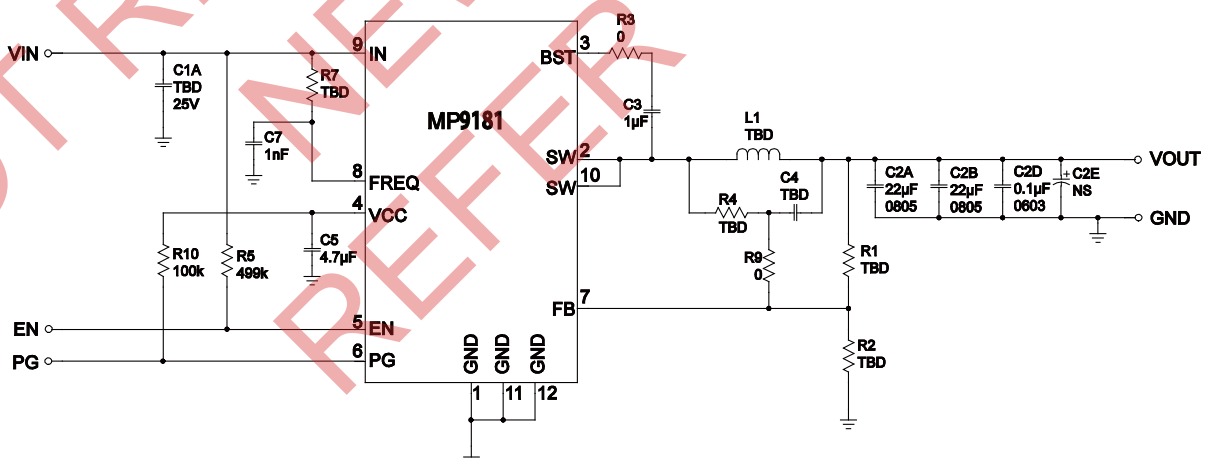 VIN
C1A
TBD
25V
R7
TBD
C7
1nF
R10
100k
R5
499k
C5
4.7µF
EN
PG
9
IN
8
FREQ
4
VCC
5
EN
6
PG
MP9181
3
BST
2
SW
10
SW
7
FB
GND
GND
GND
1
11
12
R3
0
C3
1µF
L1
TBD
R4
TBD
C4
TBD
R9
0
R1
TBD
R2
TBD
C2A
22µF
0805
C2B
22µF
0805
C2D
0.1µF
0603
+
C2E
NS
VOUT
GND
REFER